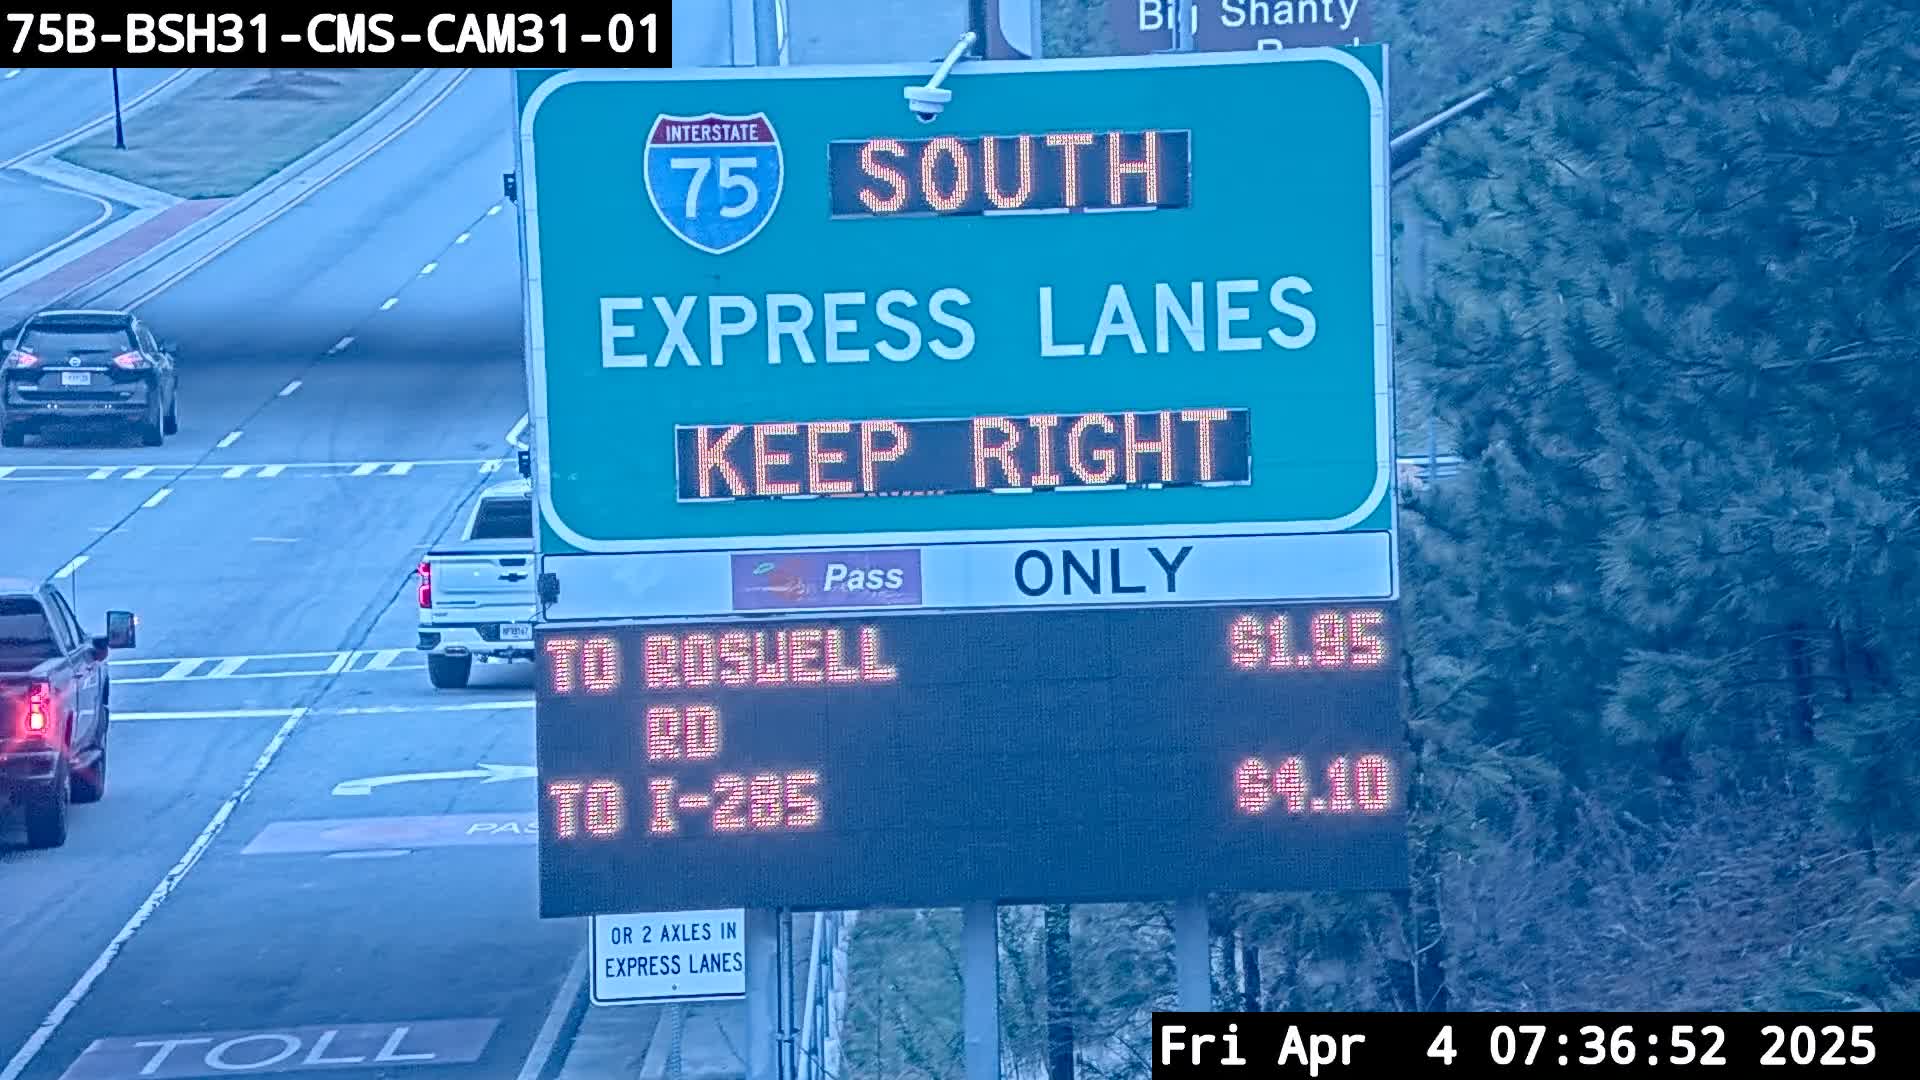 75B-BSH31-CMS-CAM31-01
Big Shanty
Road
INTERSTATE
75
SOUTH
EXPRESS LANES
KEEP RIGHT
Pass ONLY
TO ROSWELL $1.85
RD
TO I-285 $4.10
OR 2 AXLES IN
EXPRESS LANES
TOLL
Fri Apr 4 07:36:52 2025